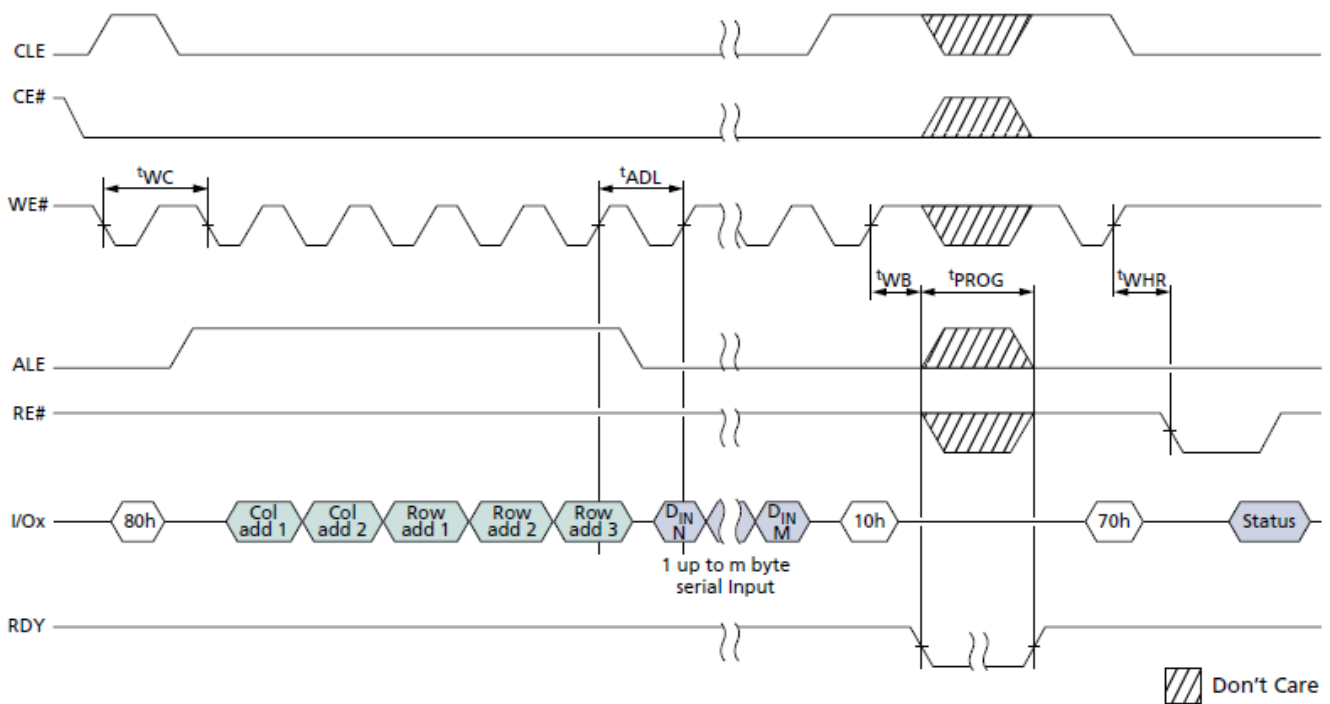 CLE
CE#
tWC
tADL
WE#
tWB
tPROG
tWHR
ALE
RE#
I/Ox
80h
Col
add 1
Col
add 2
Row
add 1
Row
add 2
Row
add 3
DIN
N
DIN
M
10h
70h
Status
1 up to m byte
serial Input
RDY
Don't Care